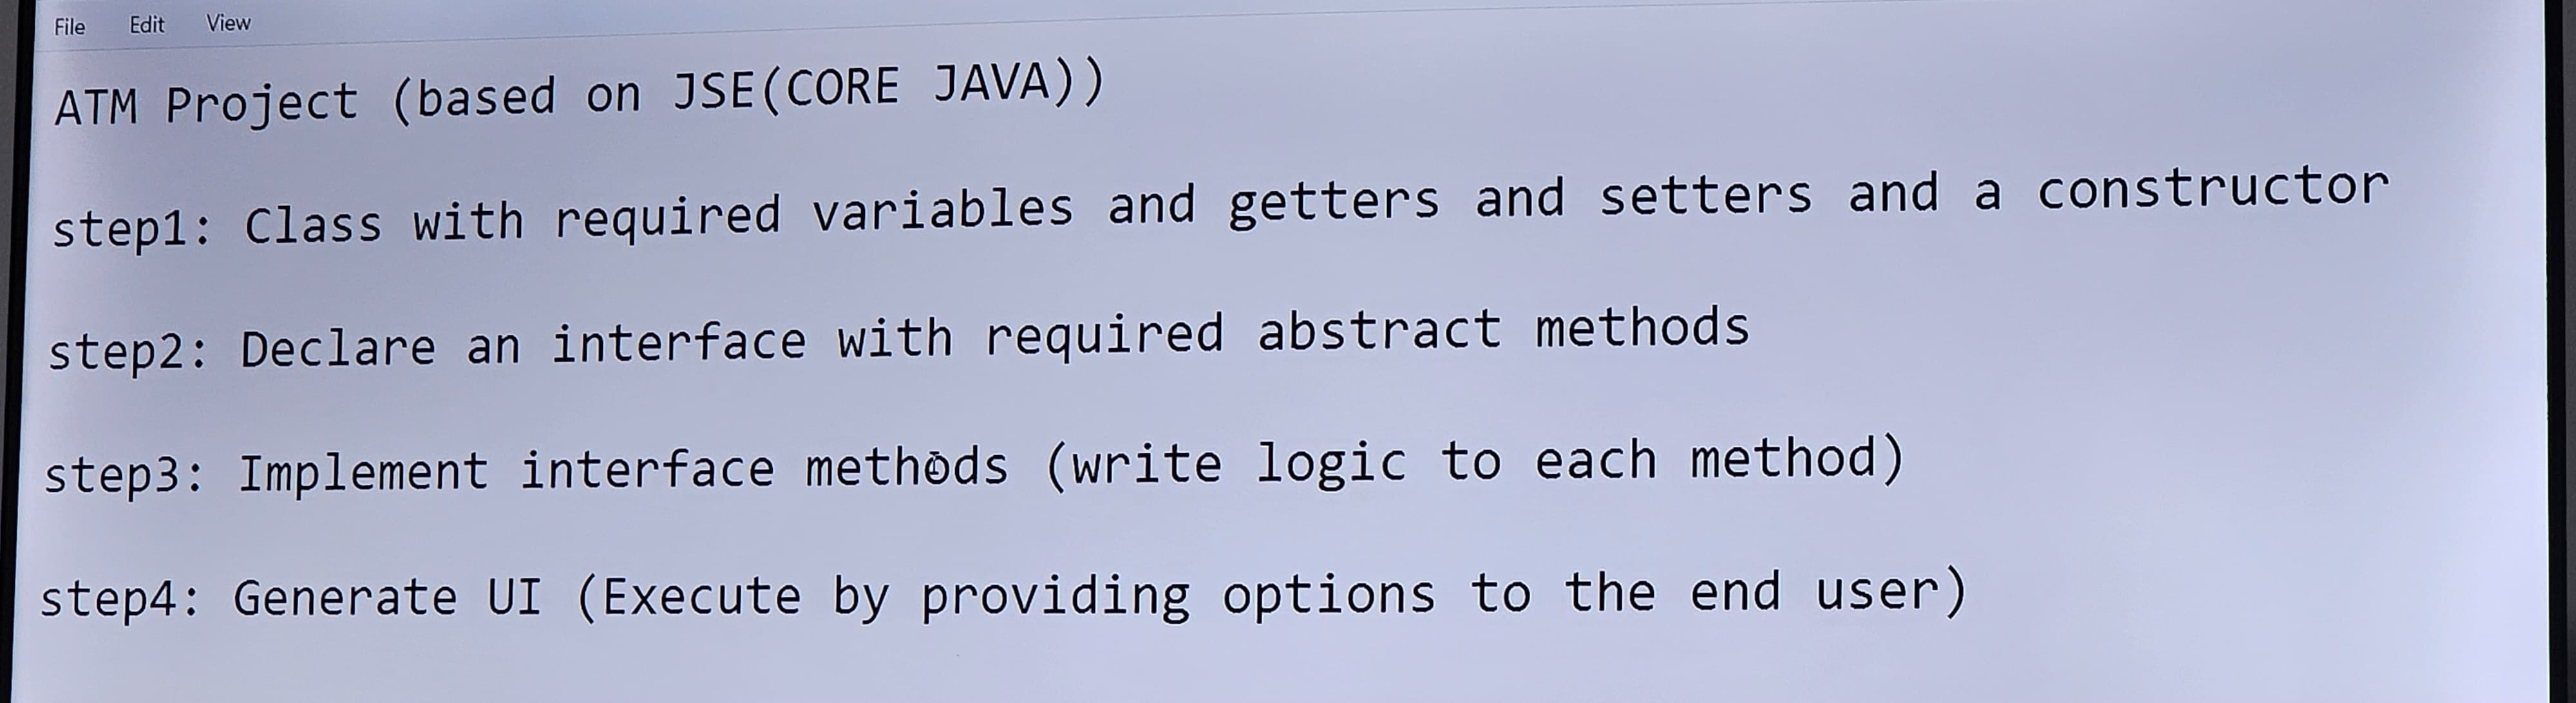 File Edit View
ATM Project (based on JSE(CORE JAVA))
step1: Class with required variables and getters and setters and a constructor
step2: Declare an interface with required abstract methods
step3: Implement interface methods (write logic to each method)
step4: Generate UI (Execute by providing options to the end user)